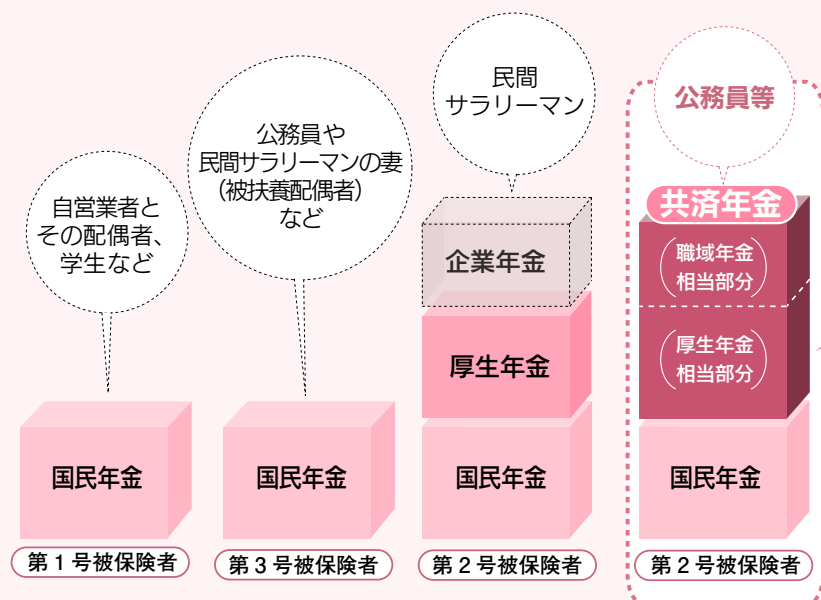 自営業者と
その配偶者、
学生など
国民年金
第1号被保険者
公務員や
民間サラリーマンの妻
（被扶養配偶者）
など
国民年金
第3号被保険者
民間
サラリーマン
企業年金
厚生年金
国民年金
第2号被保険者
公務員等
共済年金
（職域年金
相当部分）
（厚生年金
相当部分）
国民年金
第2号被保険者